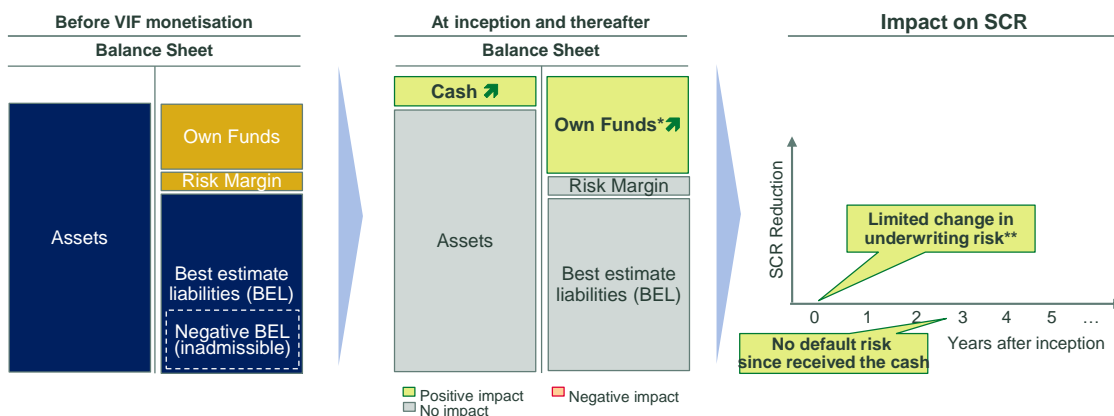 Before VIF monetisation
Balance Sheet
Assets
Own Funds
Risk Margin
Best estimate
liabilities (BEL)
Negative BEL
(inadmissible)
At inception and thereafter
Balance Sheet
Cash
Assets
Own Funds*
Risk Margin
Best estimate
liabilities (BEL)
Positive impact
Negative impact
No impact
Impact on SCR
SCR Reduction
Limited change in
underwriting risk**
0 1 2 3 4 5 ...
No default risk
since received the cash
Years after inception